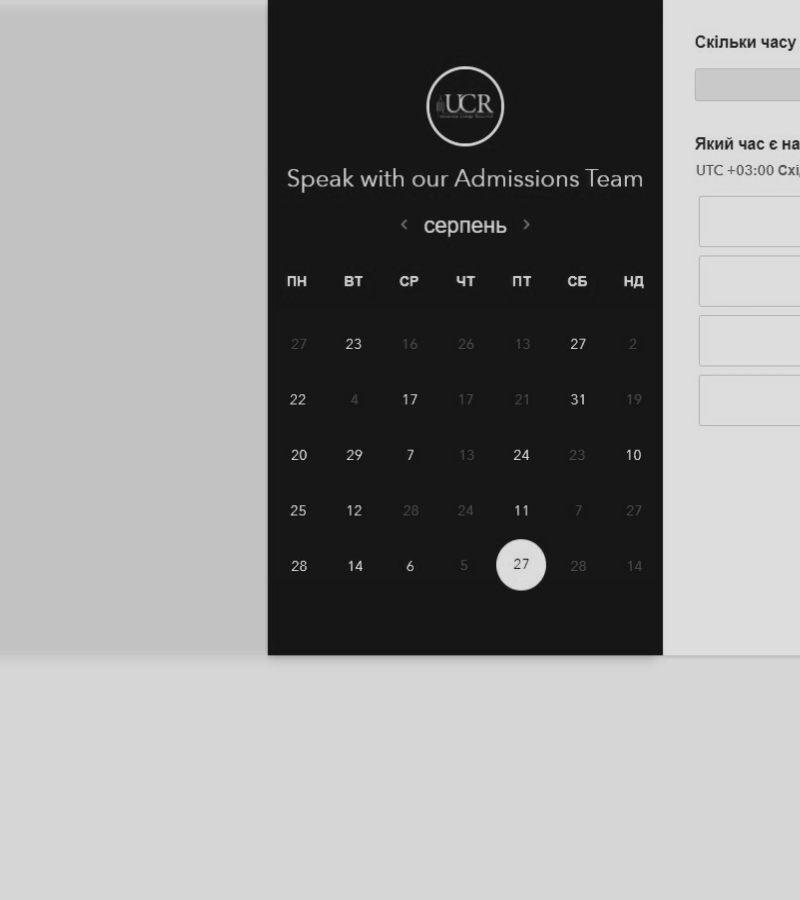 UCR
Speak with our Admissions Team
< серпень >
ПН ВТ СР ЧТ ПТ СБ НД
27 23 16 26 13 27 2
22 4 17 17 21 31 19
20 29 7 13 24 23 10
25 12 28 24 11 7 27
28 14 6 5 27 28 14
Скільки часу
Який час є на
UTC +03:00 Схі